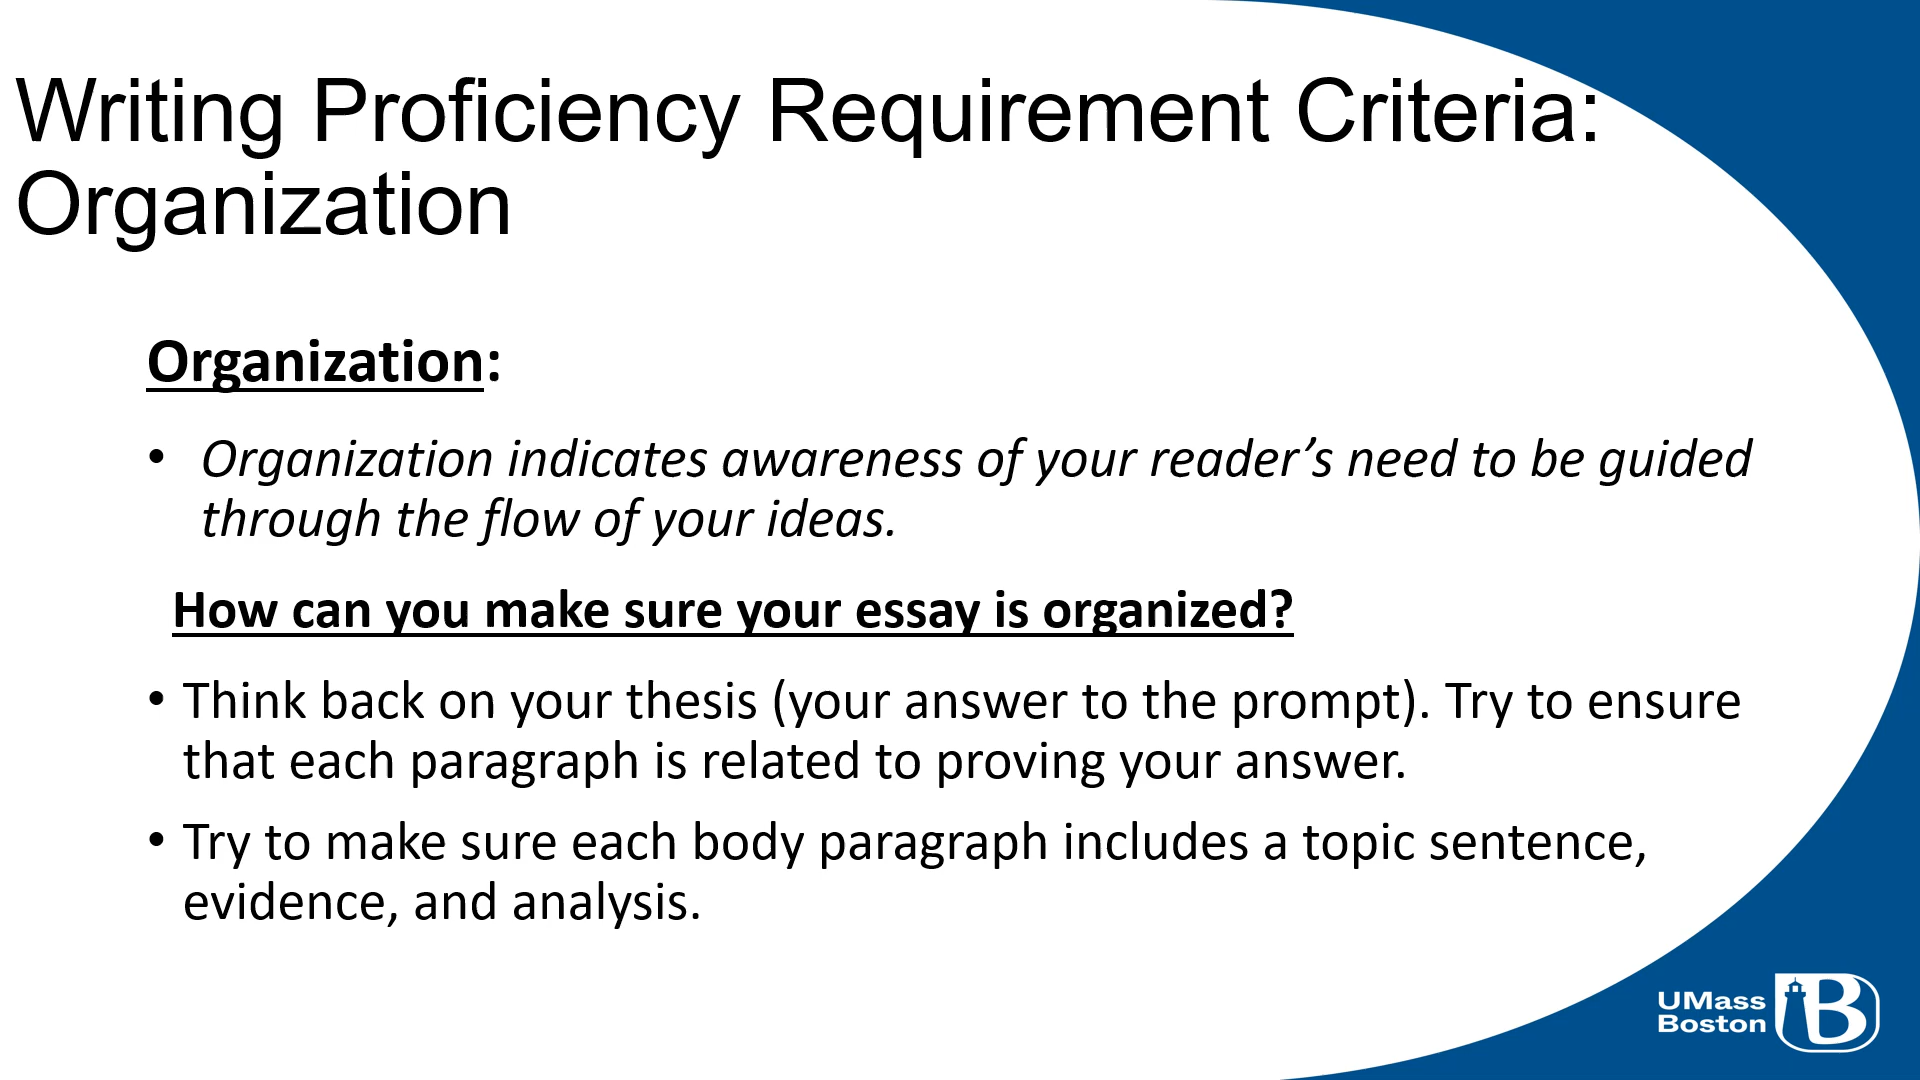 Writing Proficiency Requirement Criteria:
Organization
Organization:
• Organization indicates awareness of your reader’s need to be guided
through the flow of your ideas.
How can you make sure your essay is organized?
• Think back on your thesis (your answer to the prompt). Try to ensure
that each paragraph is related to proving your answer.
• Try to make sure each body paragraph includes a topic sentence,
evidence, and analysis.
UMass
Boston
B